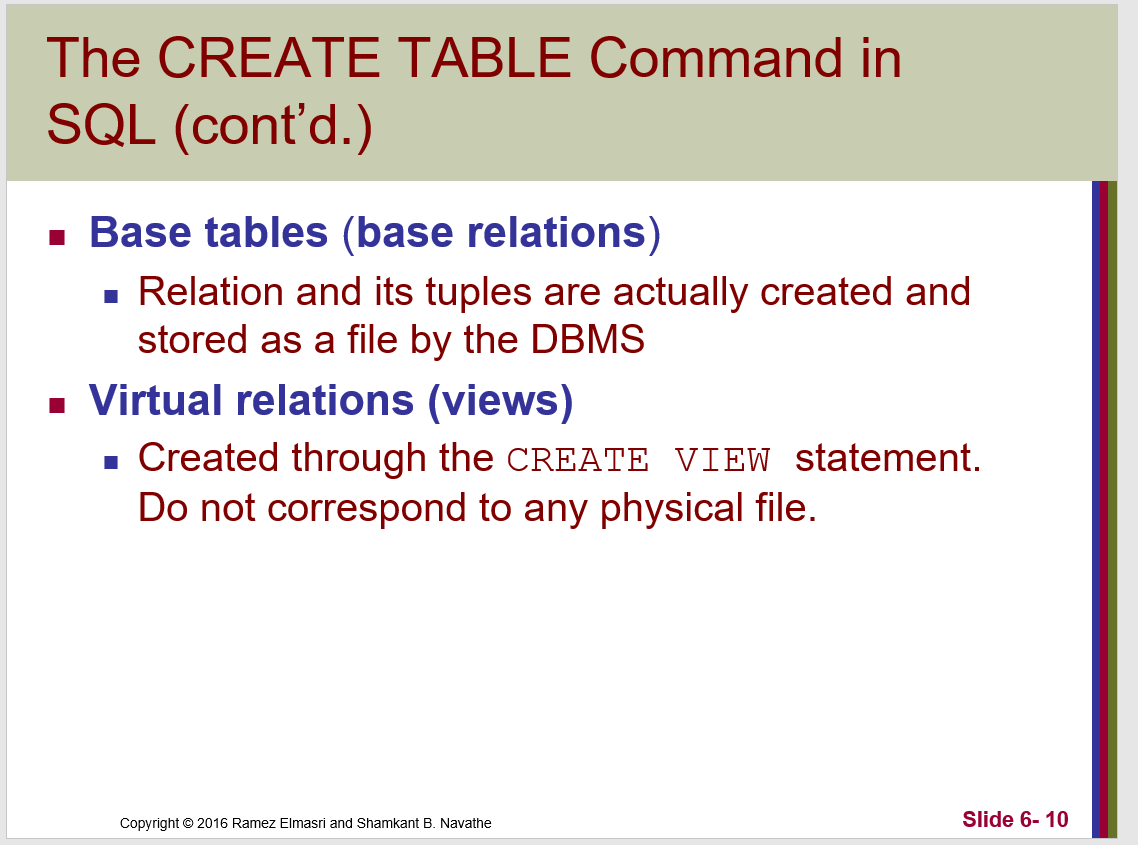 The CREATE TABLE Command in
SQL (cont’d.)
Base tables (base relations)
Relation and its tuples are actually created and
stored as a file by the DBMS
Virtual relations (views)
Created through the CREATE VIEW statement.
Do not correspond to any physical file.
Copyright © 2016 Ramez Elmasri and Shamkant B. Navathe
Slide 6- 10